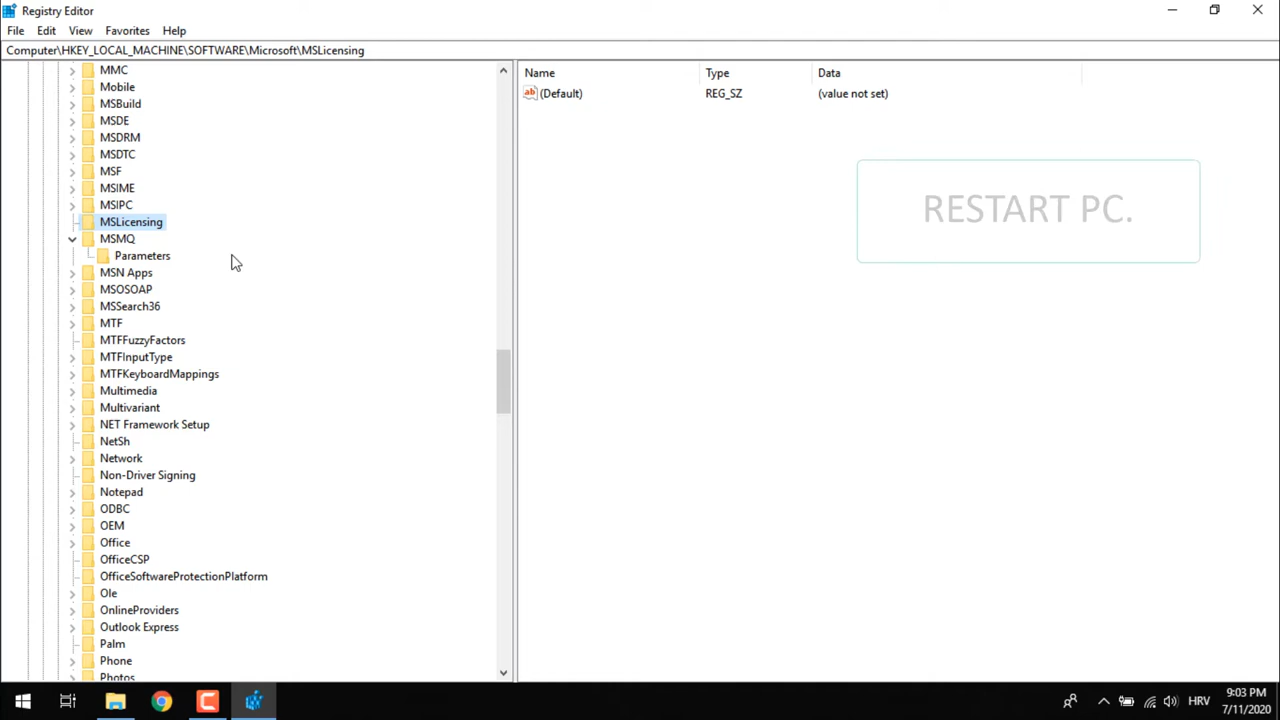 Registry Editor
File Edit View Favorites Help
Computer\HKEY_LOCAL_MACHINE\SOFTWARE\Microsoft\MSLicensing
MMC
Mobile
MSBuild
MSDE
MSDRM
MSDTC
MSF
MSIME
MSIPC
MSLicensing
MSMQ
Parameters
MSN Apps
MSOSOAP
MSSearch36
MTF
MTFFuzzyFactors
MTFInputType
MTFKeyboardMappings
Multimedia
Multivariant
NET Framework Setup
NetSh
Network
Non-Driver Signing
Notepad
ODBC
OEM
Office
OfficeCSP
OfficeSoftwareProtectionPlatform
Ole
OnlineProviders
Outlook Express
Palm
Phone
Photos
Name Type Data
ab (Default) REG_SZ (value not set)
RESTART PC.
HRV
9:03 PM
7/11/2020